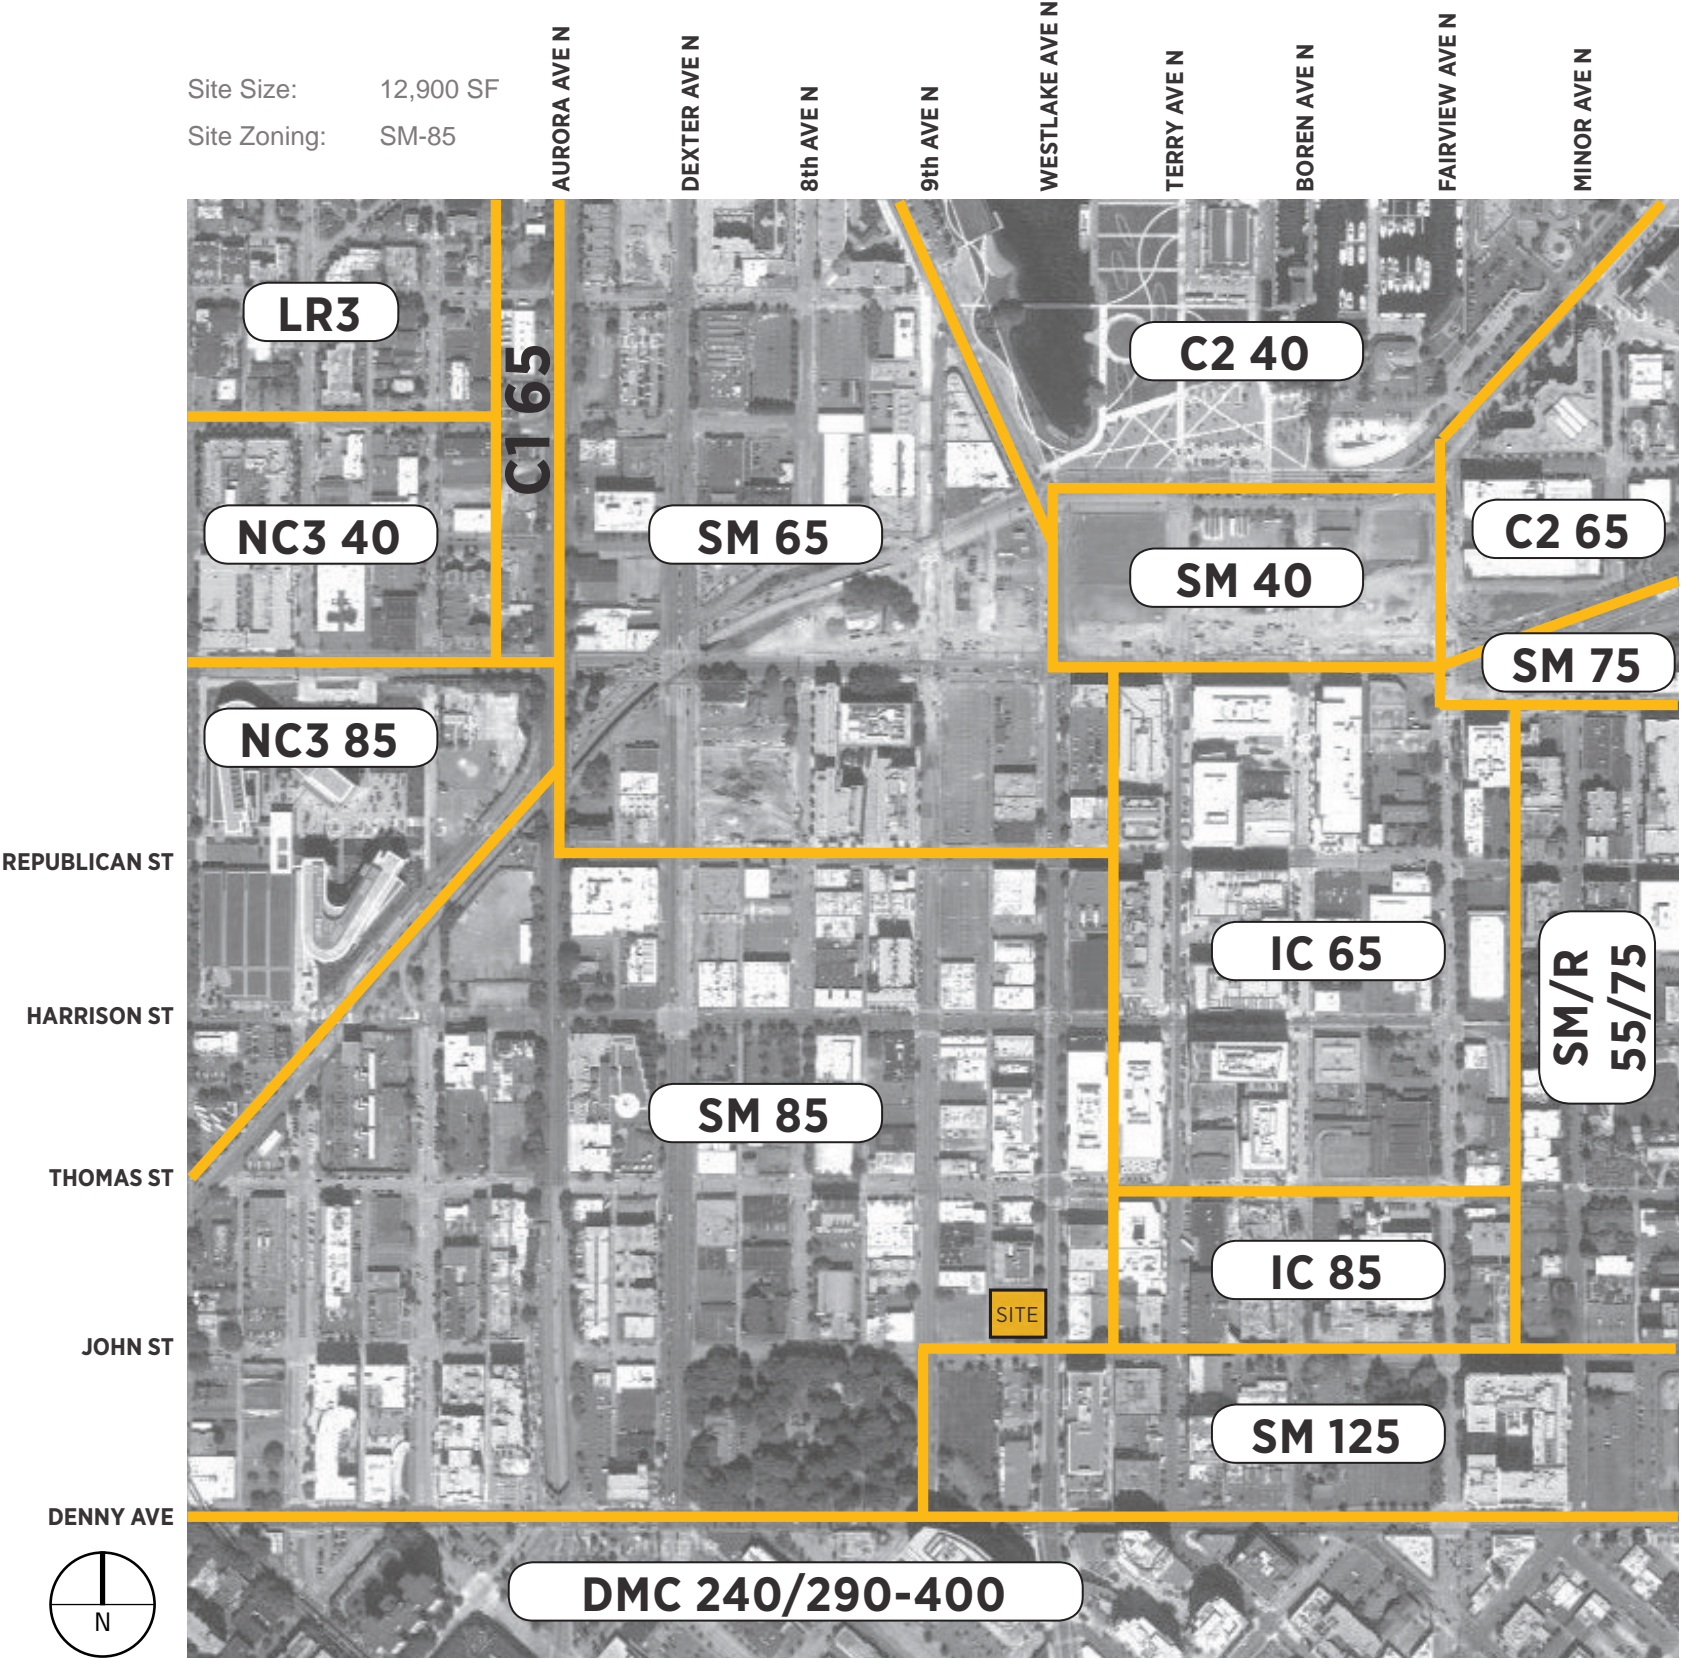 Site Size: 12,900 SF
Site Zoning: SM-85
AURORA AVE N
DEXTER AVE N
8th AVE N
9th AVE N
WESTLAKE AVE N
TERRY AVE N
BOREN AVE N
FAIRVIEW AVE N
MINOR AVE N
LR3
C1 65
C2 40
NC3 40
SM 65
SM 40
C2 65
SM 75
NC3 85
REPUBLICAN ST
IC 65
SM/R
55/75
HARRISON ST
SM 85
THOMAS ST
IC 85
SITE
JOHN ST
SM 125
DENNY AVE
DMC 240/290-400
N